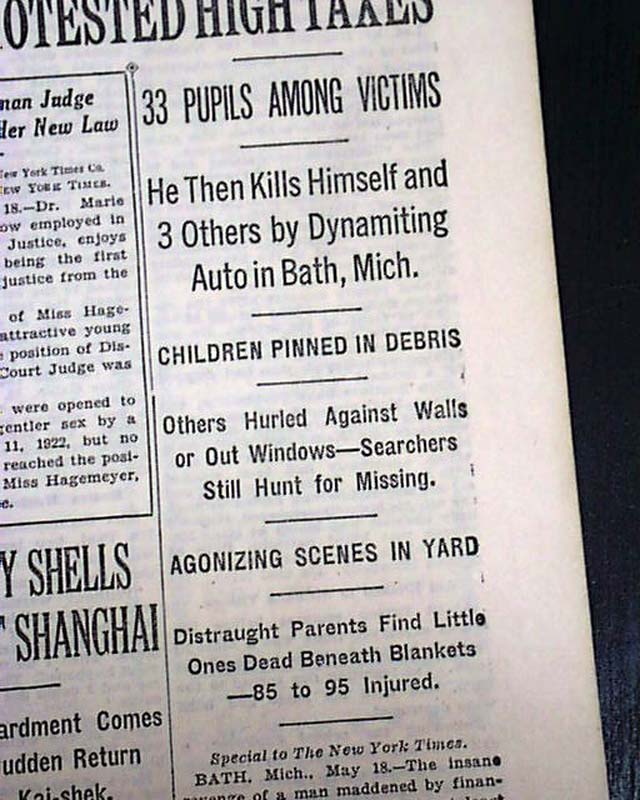 OTESTED HIGH TAXES
33 PUPILS AMONG VICTIMS
He Then Kills Himself and
3 Others by Dynamiting
Auto in Bath, Mich.
CHILDREN PINNED IN DEBRIS
Others Hurled Against Walls
or Out Windows—Searchers
Still Hunt for Missing.
AGONIZING SCENES IN YARD
Distraught Parents Find Little
Ones Dead Beneath Blankets
—85 to 95 Injured.
Special to The New York Times.
BATH, Mich., May 18.—The insane
revenge of a man maddened by finan-
man Judge
der New Law
New York Times Co.
EW YORK TIMES.
18.—Dr. Marie
ow employed in
Justice, enjoys
being the first
justice from the
of Miss Hage-
attractive young
position of Dis-
Court Judge was
were opened to
gentler sex by a
11, 1922, but no
reached the posi-
Miss Hagemeyer,
e.
Y SHELLS
T SHANGHAI
ardment Comes
udden Return
Kai-shek.